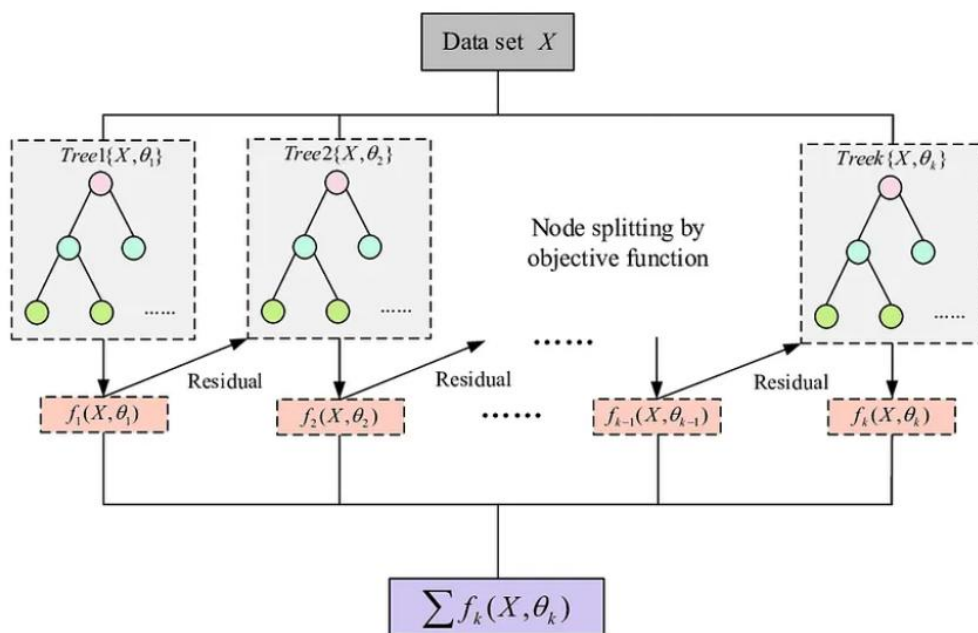 Data set X
Tree1{X,θ₁}
Tree2{X,θ₂}
Treek{X,θₖ}
Node splitting by
objective function
......
......
......
......
Residual
Residual
Residual
f₁(X,θ₁)
f₂(X,θ₂)
......
fₖ₋₁(X,θₖ₋₁)
fₖ(X,θₖ)
∑ fₖ(X,θₖ)